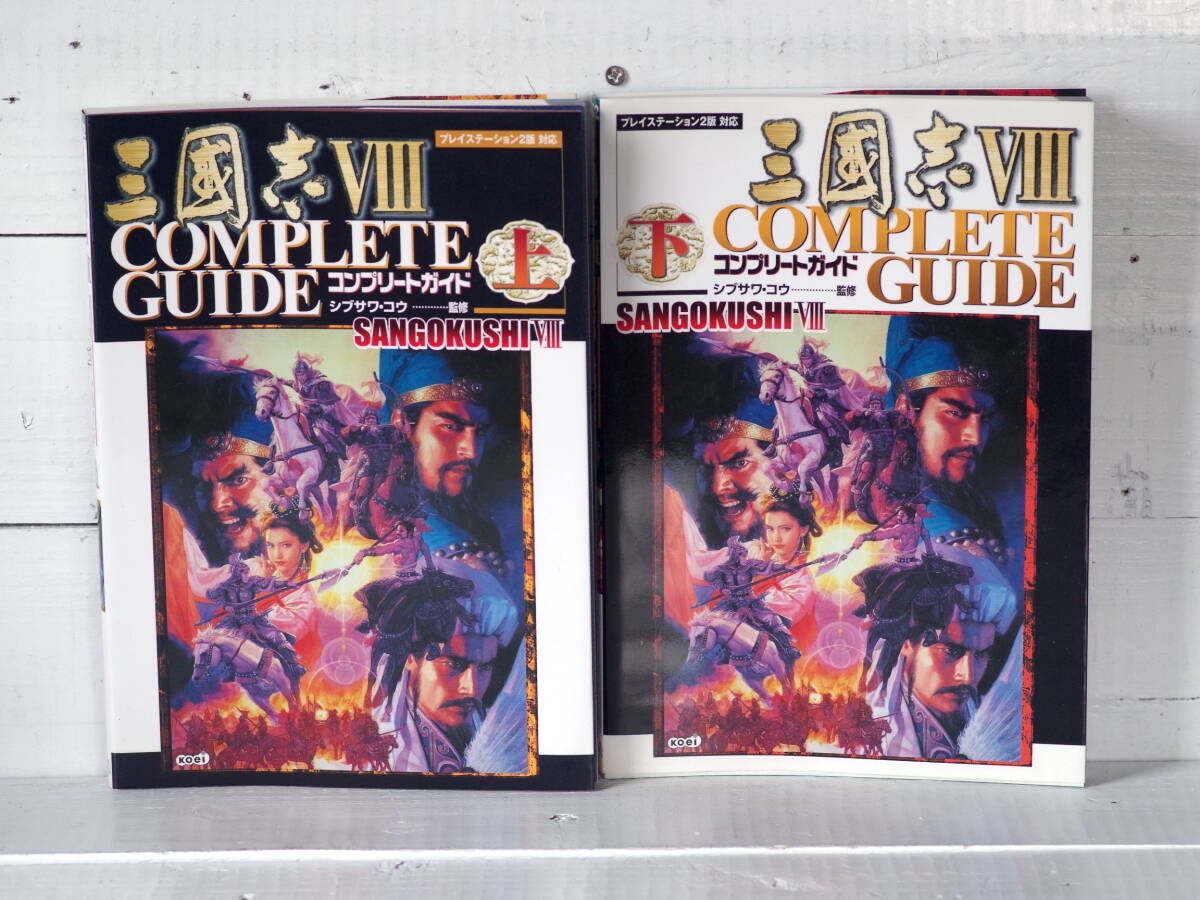 プレイステーション2版 対応
三國志VIII
COMPLETE
GUIDE コンプリートガイド
上
シブサワ・コウ…………監修
SANGOKUSHI VIII
KOEI
プレイステーション2版 対応
三國志VIII
下
COMPLETE
コンプリートガイド GUIDE
シブサワ・コウ…………監修
SANGOKUSHI VIII
KOEI